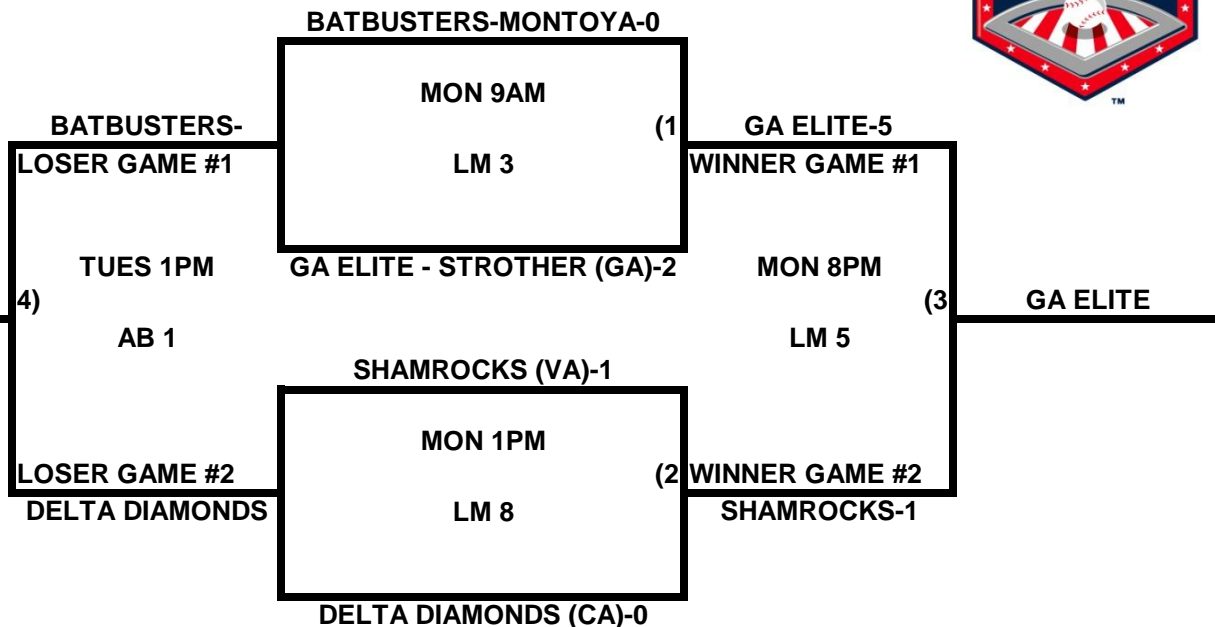 BATBUSTERS-MONTOYA-0
MON 9AM
TM
BATBUSTERS-
(1
GA ELITE-5
LOSER GAME #1
LM 3
WINNER GAME #1
TUES 1PM
GA ELITE - STROTHER (GA)-2
MON 8PM
4)
(3
GA ELITE
AB 1
LM 5
SHAMROCKS (VA)-1
MON 1PM
LOSER GAME #2
(2
WINNER GAME #2
DELTA DIAMONDS
LM 8
SHAMROCKS-1
DELTA DIAMONDS (CA)-0